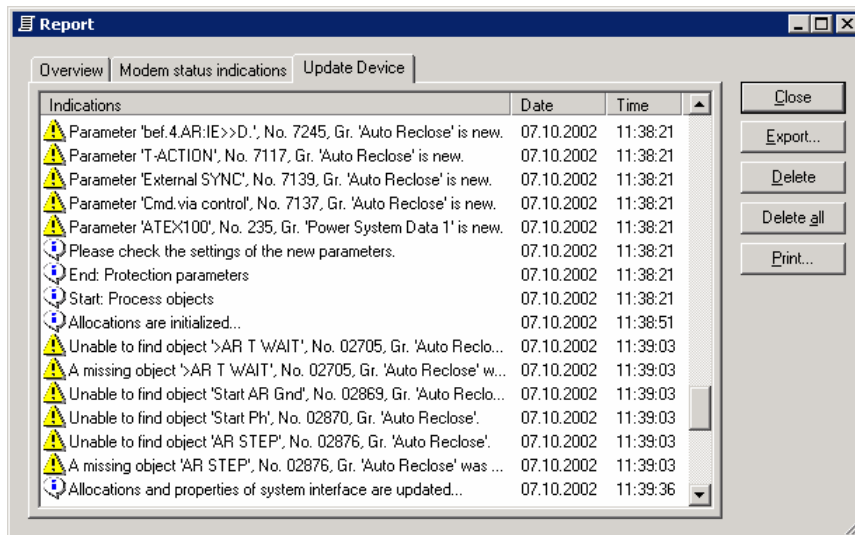 Report
Overview Modem status indications Update Device
Indications Date Time
Parameter 'bef.4.AR:IE>>D.', No. 7245, Gr. 'Auto Reclose' is new. 07.10.2002 11:38:21
Parameter 'T-ACTION', No. 7117, Gr. 'Auto Reclose' is new. 07.10.2002 11:38:21
Parameter 'External SYNC', No. 7139, Gr. 'Auto Reclose' is new. 07.10.2002 11:38:21
Parameter 'Cmd.via control', No. 7137, Gr. 'Auto Reclose' is new. 07.10.2002 11:38:21
Parameter 'ATEX100', No. 235, Gr. 'Power System Data 1' is new. 07.10.2002 11:38:21
Please check the settings of the new parameters. 07.10.2002 11:38:21
End: Protection parameters 07.10.2002 11:38:21
Start: Process objects 07.10.2002 11:38:21
Allocations are initialized... 07.10.2002 11:38:51
Unable to find object '>AR T WAIT', No. 02705, Gr. 'Auto Reclo... 07.10.2002 11:39:03
A missing object '>AR T WAIT', No. 02705, Gr. 'Auto Reclose' w... 07.10.2002 11:39:03
Unable to find object 'Start AR Gnd', No. 02869, Gr. 'Auto Reclo... 07.10.2002 11:39:03
Unable to find object 'Start Ph', No. 02870, Gr. 'Auto Reclose'. 07.10.2002 11:39:03
Unable to find object 'AR STEP', No. 02876, Gr. 'Auto Reclose'. 07.10.2002 11:39:03
A missing object 'AR STEP', No. 02876, Gr. 'Auto Reclose' was ... 07.10.2002 11:39:03
Allocations and properties of system interface are updated... 07.10.2002 11:39:36
Close
Export...
Delete
Delete all
Print...